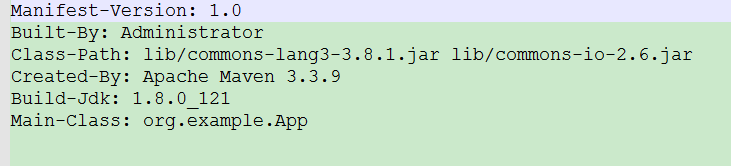 Manifest-Version: 1.0
Built-By: Administrator
Class-Path: lib/commons-lang3-3.8.1.jar lib/commons-io-2.6.jar
Created-By: Apache Maven 3.3.9
Build-Jdk: 1.8.0_121
Main-Class: org.example.App